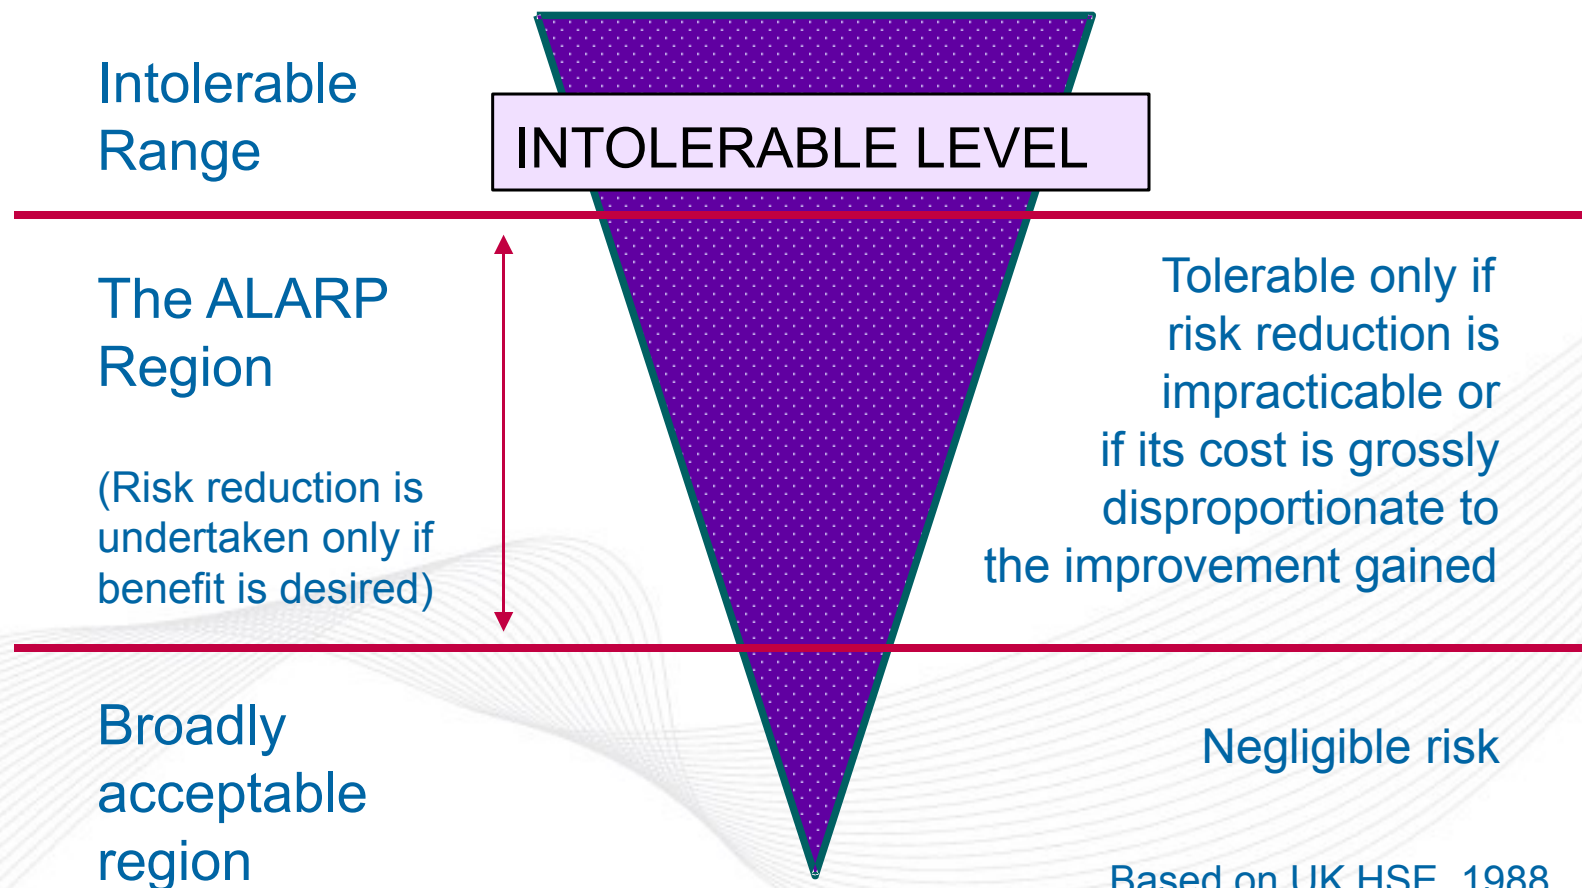 Intolerable
Range
INTOLERABLE LEVEL
The ALARP
Region
(Risk reduction is
undertaken only if
benefit is desired)
Tolerable only if
risk reduction is
impracticable or
if its cost is grossly
disproportionate to
the improvement gained
Broadly
acceptable
region
Negligible risk
Based on UK HSE, 1988